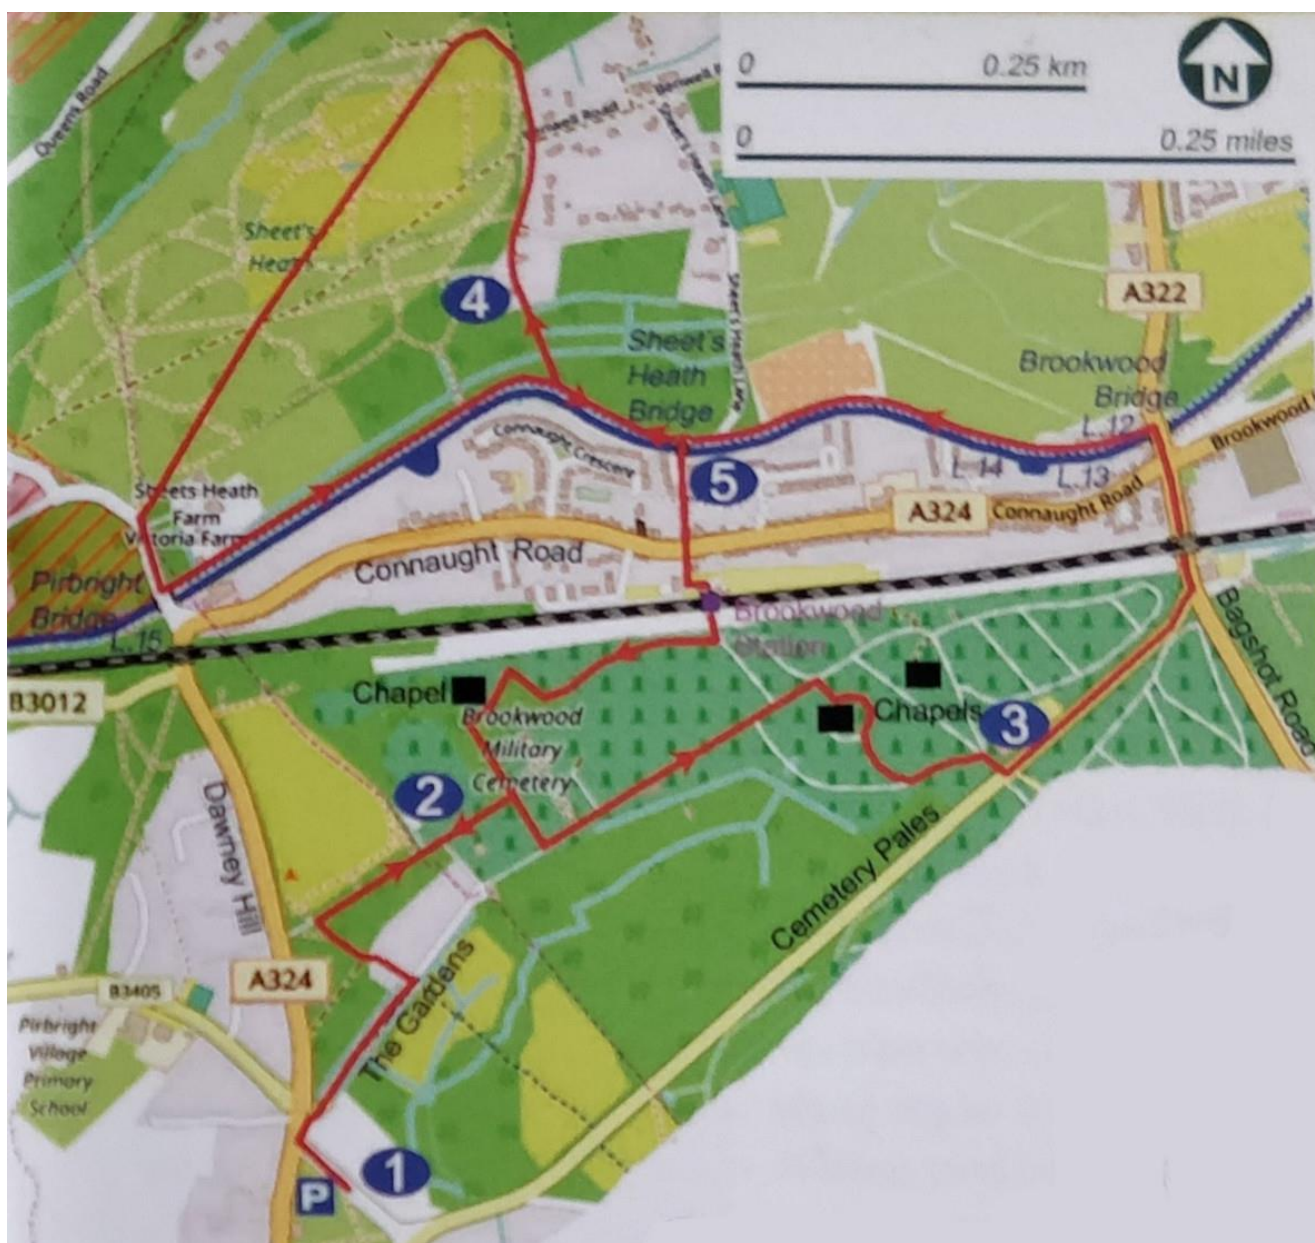 0 0.25 km
0 0.25 miles
N
Queens Road
Sheet's
Heath
4
Sheet's Heath Lane
Sheet's Heath Lane
A322
Sheet's
Heath
Bridge
Brookwood
Bridge
L.12
Brookwood
Connaught Crescent
5
L.14
L.13
A324
Connaught Road
Sheets Heath
Farm
Victoria Farm
Connaught Road
Pirbright
Bridge
L.15
Brookwood
Station
Bagshot Road
B3012
Chapel
Brookwood
Military
Cemetery
Chapels
3
2
Dawney Hill
Cemetery Pales
The Gardens
A324
B3405
Pirbright
Village
Primary
School
1
P